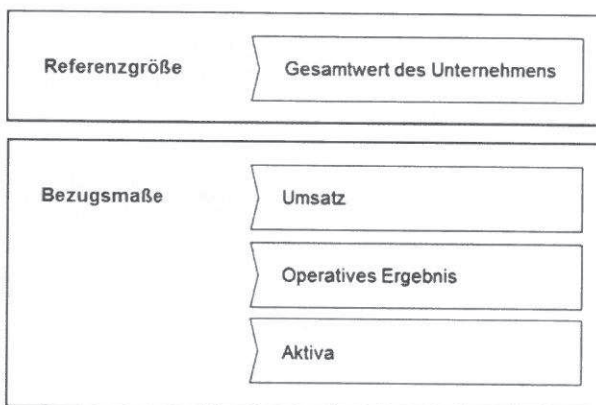 Referenzgröße
Gesamtwert des Unternehmens
Bezugsmaße
Umsatz
Operatives Ergebnis
Aktiva